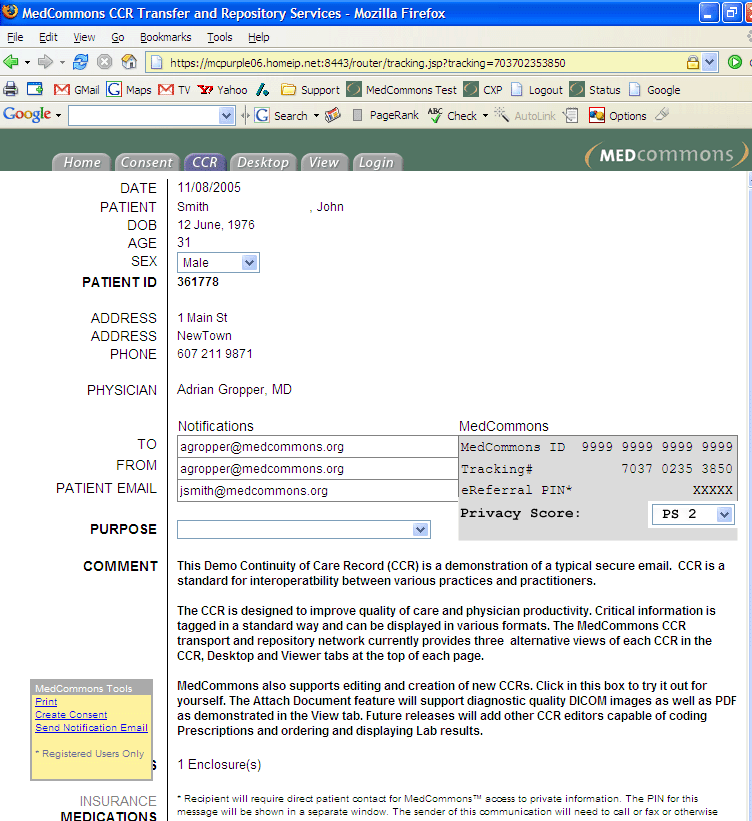 MedCommons CCR Transfer and Repository Services - Mozilla Firefox
File Edit View Go Bookmarks Tools Help
https://mcpurple06.homeip.net:8443/router/tracking.jsp?tracking=703702353850
GMail Maps TV Yahoo Support MedCommons Test CXP Logout Status Google
Google Search PageRank Check AutoLink Options
Home Consent CCR Desktop View Login MEDcommons
DATE 11/08/2005
PATIENT Smith , John
DOB 12 June, 1976
AGE 31
SEX Male
PATIENT ID 361778
ADDRESS 1 Main St
ADDRESS NewTown
PHONE 607 211 9871
PHYSICIAN Adrian Gropper, MD
Notifications MedCommons
TO agropper@medcommons.org MedCommons ID 9999 9999 9999 9999
FROM agropper@medcommons.org Tracking# 7037 0235 3850
PATIENT EMAIL jsmith@medcommons.org eReferral PIN* XXXXX
Privacy Score: PS 2
PURPOSE
COMMENT This Demo Continuity of Care Record (CCR) is a demonstration of a typical secure email. CCR is a
standard for interoperatbility between various practices and practitioners.
The CCR is designed to improve quality of care and physician productivity. Critical information is
tagged in a standard way and can be displayed in various formats. The MedCommons CCR
transport and repository network currently provides three alternative views of each CCR in the
CCR, Desktop and Viewer tabs at the top of each page.
MedCommons also supports editing and creation of new CCRs. Click in this box to try it out for
yourself. The Attach Document feature will support diagnostic quality DICOM images as well as PDF
as demonstrated in the View tab. Future releases will add other CCR editors capable of coding
Prescriptions and ordering and displaying Lab results.
MedCommons Tools
Print
Create Consent
Send Notification Email
* Registered Users Only
S 1 Enclosure(s)
INSURANCE * Recipient will require direct patient contact for MedCommons™ access to private information. The PIN for this
MEDICATIONS message will be shown in a separate window. The sender of this communication will need to call or fax or otherwise